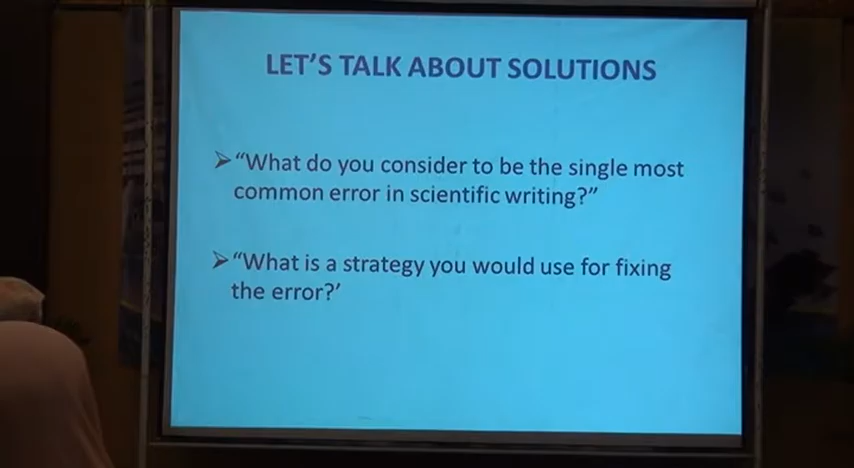 LET'S TALK ABOUT SOLUTIONS
➢ “What do you consider to be the single most
common error in scientific writing?”
➢ “What is a strategy you would use for fixing
the error?’